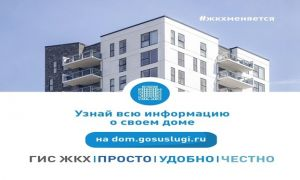 #жкхменяется
Узнай всю информацию
о своем доме
на dom.gosuslugi.ru
ГИС ЖКХ|ПРОСТО|УДОБНО|ЧЕСТНО